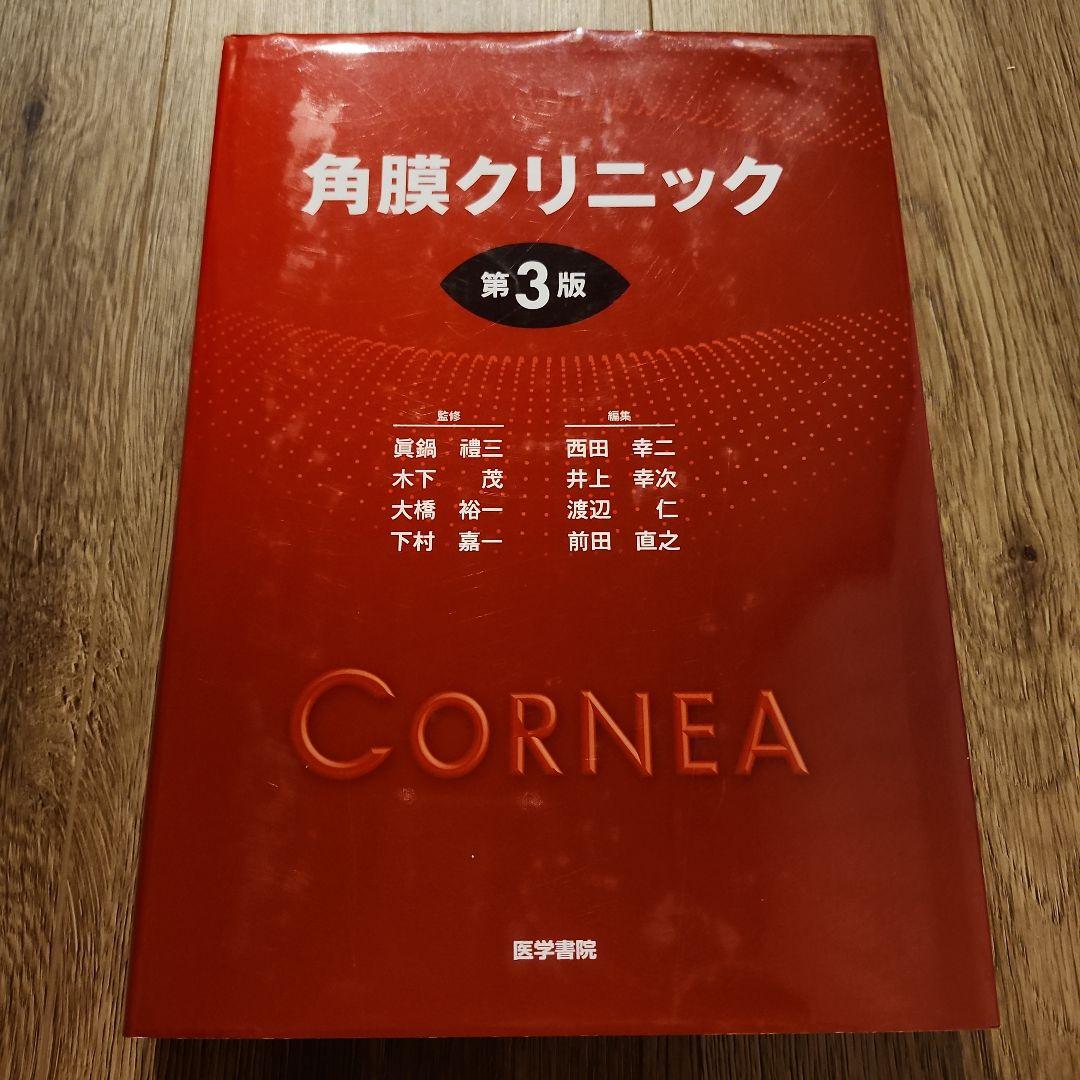 角膜クリニック
第3版
監修
眞鍋 禮三
木下 茂
大橋 裕一
下村 嘉一
編集
西田 幸二
井上 幸次
渡辺 仁
前田 直之
CORNEA
医学書院